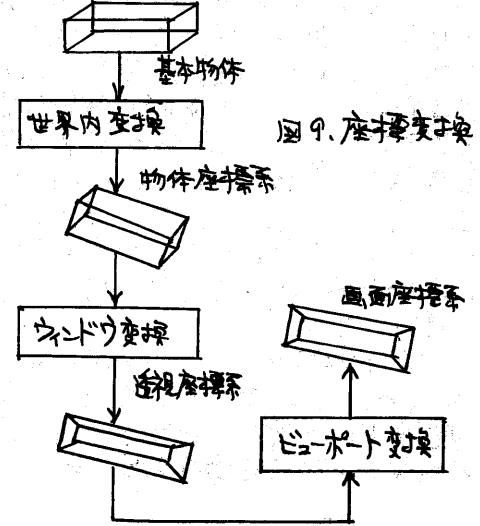 基本物体
世界内変換
図9.座標変換
物体座標系
ウィンドウ変換
透視座標系
画面座標系
ビューポート変換